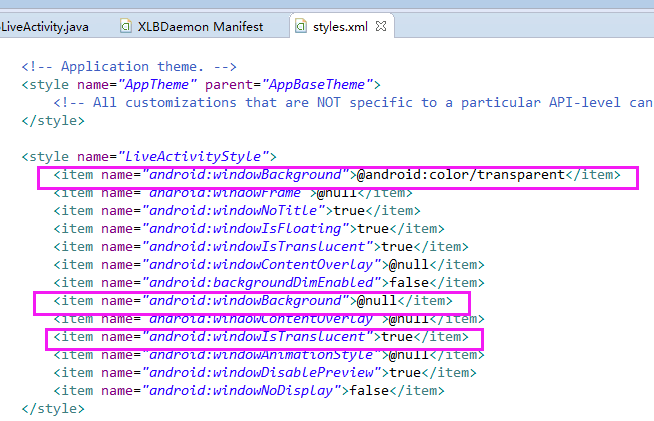 LiveActivity.java XLBDaemon Manifest styles.xml
<!-- Application theme. -->
<style name="AppTheme" parent="AppBaseTheme">
<!-- All customizations that are NOT specific to a particular API-level can
</style>
<style name="LiveActivityStyle">
<item name="android:windowBackground">@android:color/transparent</item>
<item name="android:windowFrame">@null</item>
<item name="android:windowNoTitle">true</item>
<item name="android:windowIsFloating">true</item>
<item name="android:windowIsTranslucent">true</item>
<item name="android:windowContentOverlay">@null</item>
<item name="android:backgroundDimEnabled">false</item>
<item name="android:windowBackground">@null</item>
<item name="android:windowContentOverlay">@null</item>
<item name="android:windowIsTranslucent">true</item>
<item name="android:windowAnimationStyle">@null</item>
<item name="android:windowDisablePreview">true</item>
<item name="android:windowNoDisplay">false</item>
</style>